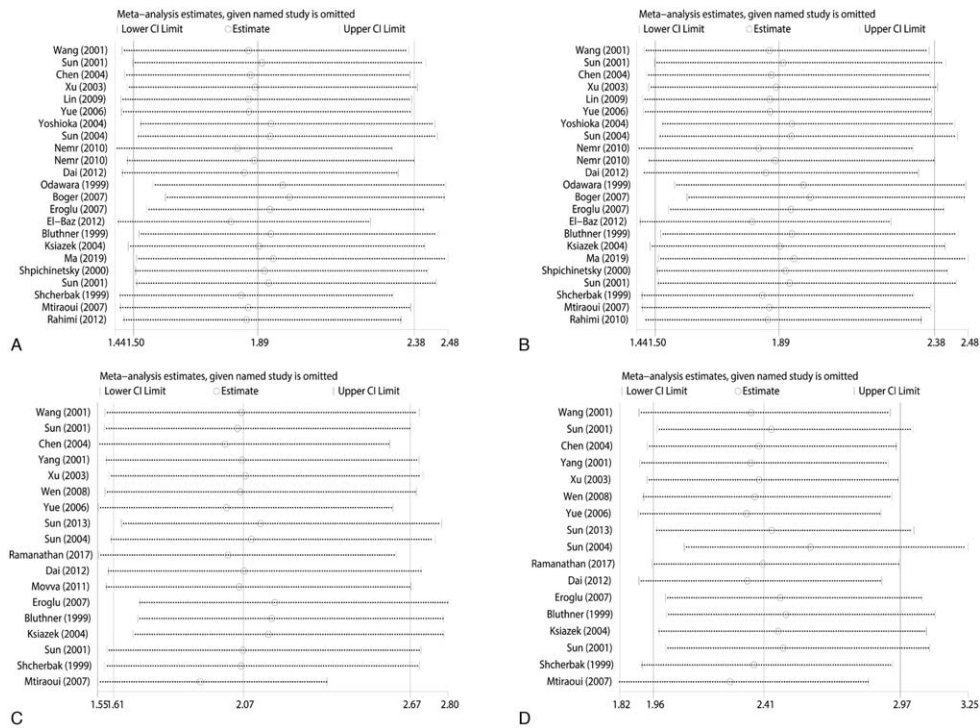 Meta-analysis estimates, given named study is omitted
Lower CI Limit Estimate Upper CI Limit
Wang (2001)
Sun (2001)
Chen (2004)
Xu (2003)
Lin (2009)
Yue (2006)
Yoshioka (2004)
Sun (2004)
Nemr (2010)
Nemr (2010)
Dai (2012)
Odawara (1999)
Boger (2007)
Eroglu (2007)
El-Baz (2012)
Bluthner (1999)
Ksiazek (2004)
Ma (2019)
Shpichinetsky (2000)
Sun (2001)
Shcherbak (1999)
Mtiraoui (2007)
Rahimi (2012)
1.441.50 1.89 2.38 2.48
A
Meta-analysis estimates, given named study is omitted
Lower CI Limit Estimate Upper CI Limit
Wang (2001)
Sun (2001)
Chen (2004)
Xu (2003)
Lin (2009)
Yue (2006)
Yoshioka (2004)
Sun (2004)
Nemr (2010)
Nemr (2010)
Dai (2012)
Odawara (1999)
Boger (2007)
Eroglu (2007)
El-Baz (2012)
Bluthner (1999)
Ksiazek (2004)
Ma (2019)
Shpichinetsky (2000)
Sun (2001)
Shcherbak (1999)
Mtiraoui (2007)
Rahimi (2010)
1.441.50 1.89 2.38 2.48
B
Meta-analysis estimates, given named study is omitted
Lower CI Limit Estimate Upper CI Limit
Wang (2001)
Sun (2001)
Chen (2004)
Yang (2001)
Xu (2003)
Wen (2008)
Yue (2006)
Sun (2013)
Sun (2004)
Ramanathan (2017)
Dai (2012)
Movva (2011)
Eroglu (2007)
Bluthner (1999)
Ksiazek (2004)
Sun (2001)
Shcherbak (1999)
Mtiraoui (2007)
1.551.61 2.07 2.67 2.80
C
Meta-analysis estimates, given named study is omitted
Lower CI Limit Estimate Upper CI Limit
Wang (2001)
Sun (2001)
Chen (2004)
Yang (2001)
Xu (2003)
Wen (2008)
Yue (2006)
Sun (2013)
Sun (2004)
Ramanathan (2017)
Dai (2012)
Eroglu (2007)
Bluthner (1999)
Ksiazek (2004)
Sun (2001)
Shcherbak (1999)
Mtiraoui (2007)
1.82 1.96 2.41 2.97 3.25
D